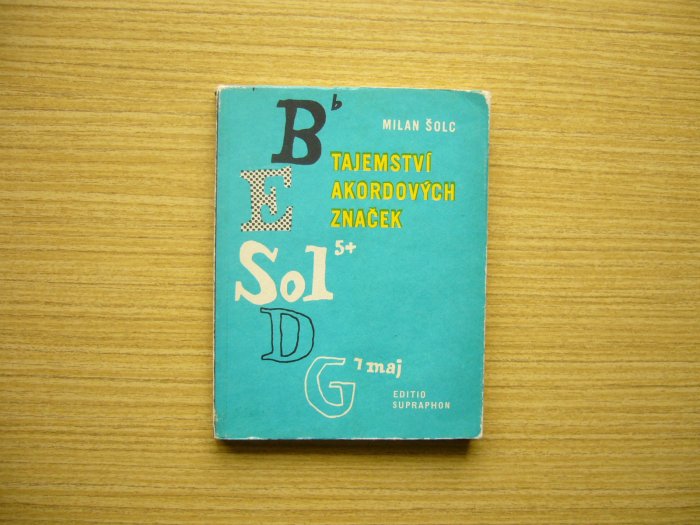 B♭
MILAN ŠOLC
TAJEMSTVÍ
AKORDOVÝCH
ZNAČEK
E
Sol 5+
D
G 7 maj
EDITIO
SUPRAPHON